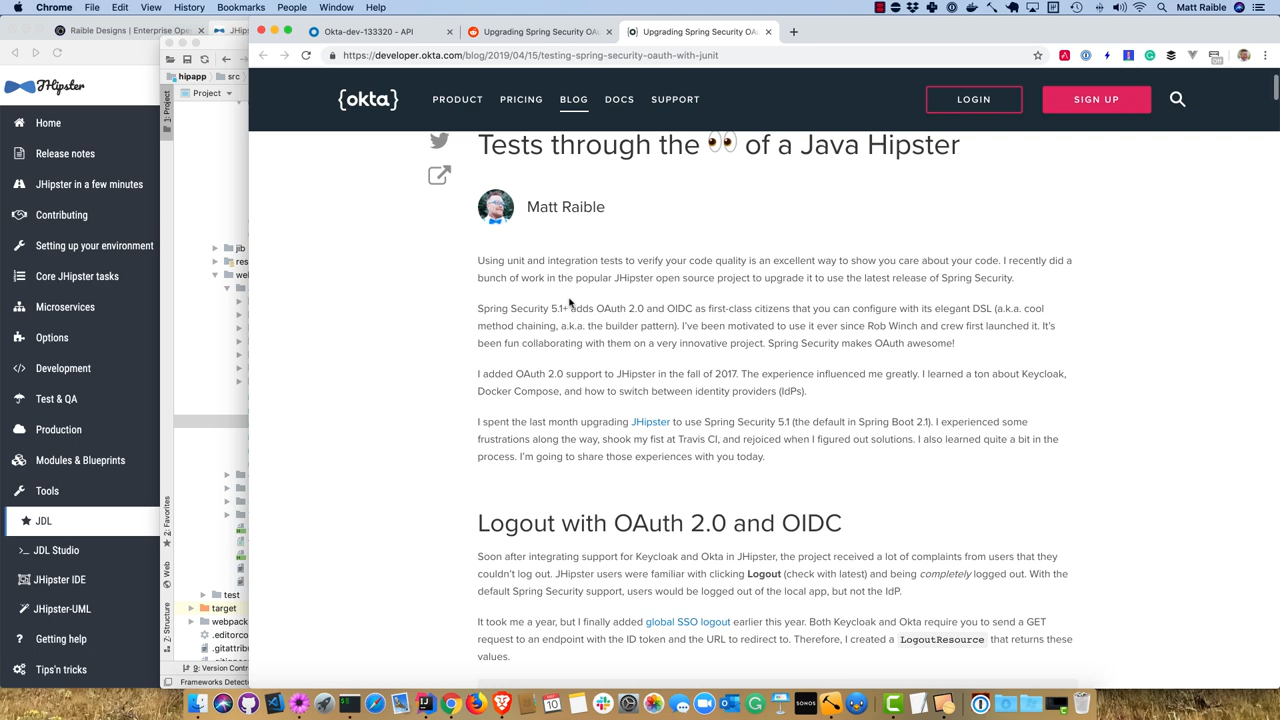 Chrome File Edit View History Bookmarks People Window Help
Matt Raible
Raible Designs | Enterprise Ope
Okta-dev-133320 - API
Upgrading Spring Security OA
Upgrading Spring Security OA
https://developer.okta.com/blog/2019/04/15/testing-spring-security-oauth-with-junit
JHipster
Home
Release notes
JHipster in a few minutes
Contributing
Setting up your environment
Core JHipster tasks
Microservices
Options
Development
Test & QA
Production
Modules & Blueprints
Tools
JDL
JDL Studio
JHipster IDE
JHipster-UML
Getting help
Tips'n tricks
hipapp
src
Project
1: Project
jib
res
we
2: Favorites
Web
7: Structure
test
target
webpack
.editorco
.gitattribu
9: Version Contr
Frameworks Detecte
{okta}
PRODUCT PRICING BLOG DOCS SUPPORT
LOGIN
SIGN UP
Tests through the 👀 of a Java Hipster
Matt Raible
Using unit and integration tests to verify your code quality is an excellent way to show you care about your code. I recently did a
bunch of work in the popular JHipster open source project to upgrade it to use the latest release of Spring Security.
Spring Security 5.1+ adds OAuth 2.0 and OIDC as first-class citizens that you can configure with its elegant DSL (a.k.a. cool
method chaining, a.k.a. the builder pattern). I've been motivated to use it ever since Rob Winch and crew first launched it. It's
been fun collaborating with them on a very innovative project. Spring Security makes OAuth awesome!
I added OAuth 2.0 support to JHipster in the fall of 2017. The experience influenced me greatly. I learned a ton about Keycloak,
Docker Compose, and how to switch between identity providers (IdPs).
I spent the last month upgrading JHipster to use Spring Security 5.1 (the default in Spring Boot 2.1). I experienced some
frustrations along the way, shook my fist at Travis CI, and rejoiced when I figured out solutions. I also learned quite a bit in the
process. I'm going to share those experiences with you today.
Logout with OAuth 2.0 and OIDC
Soon after integrating support for Keycloak and Okta in JHipster, the project received a lot of complaints from users that they
couldn't log out. JHipster users were familiar with clicking Logout (check with latest) and being completely logged out. With the
default Spring Security support, users would be logged out of the local app, but not the IdP.
It took me a year, but I finally added global SSO logout earlier this year. Both Keycloak and Okta require you to send a GET
request to an endpoint with the ID token and the URL to redirect to. Therefore, I created a LogoutResource that returns these
values.